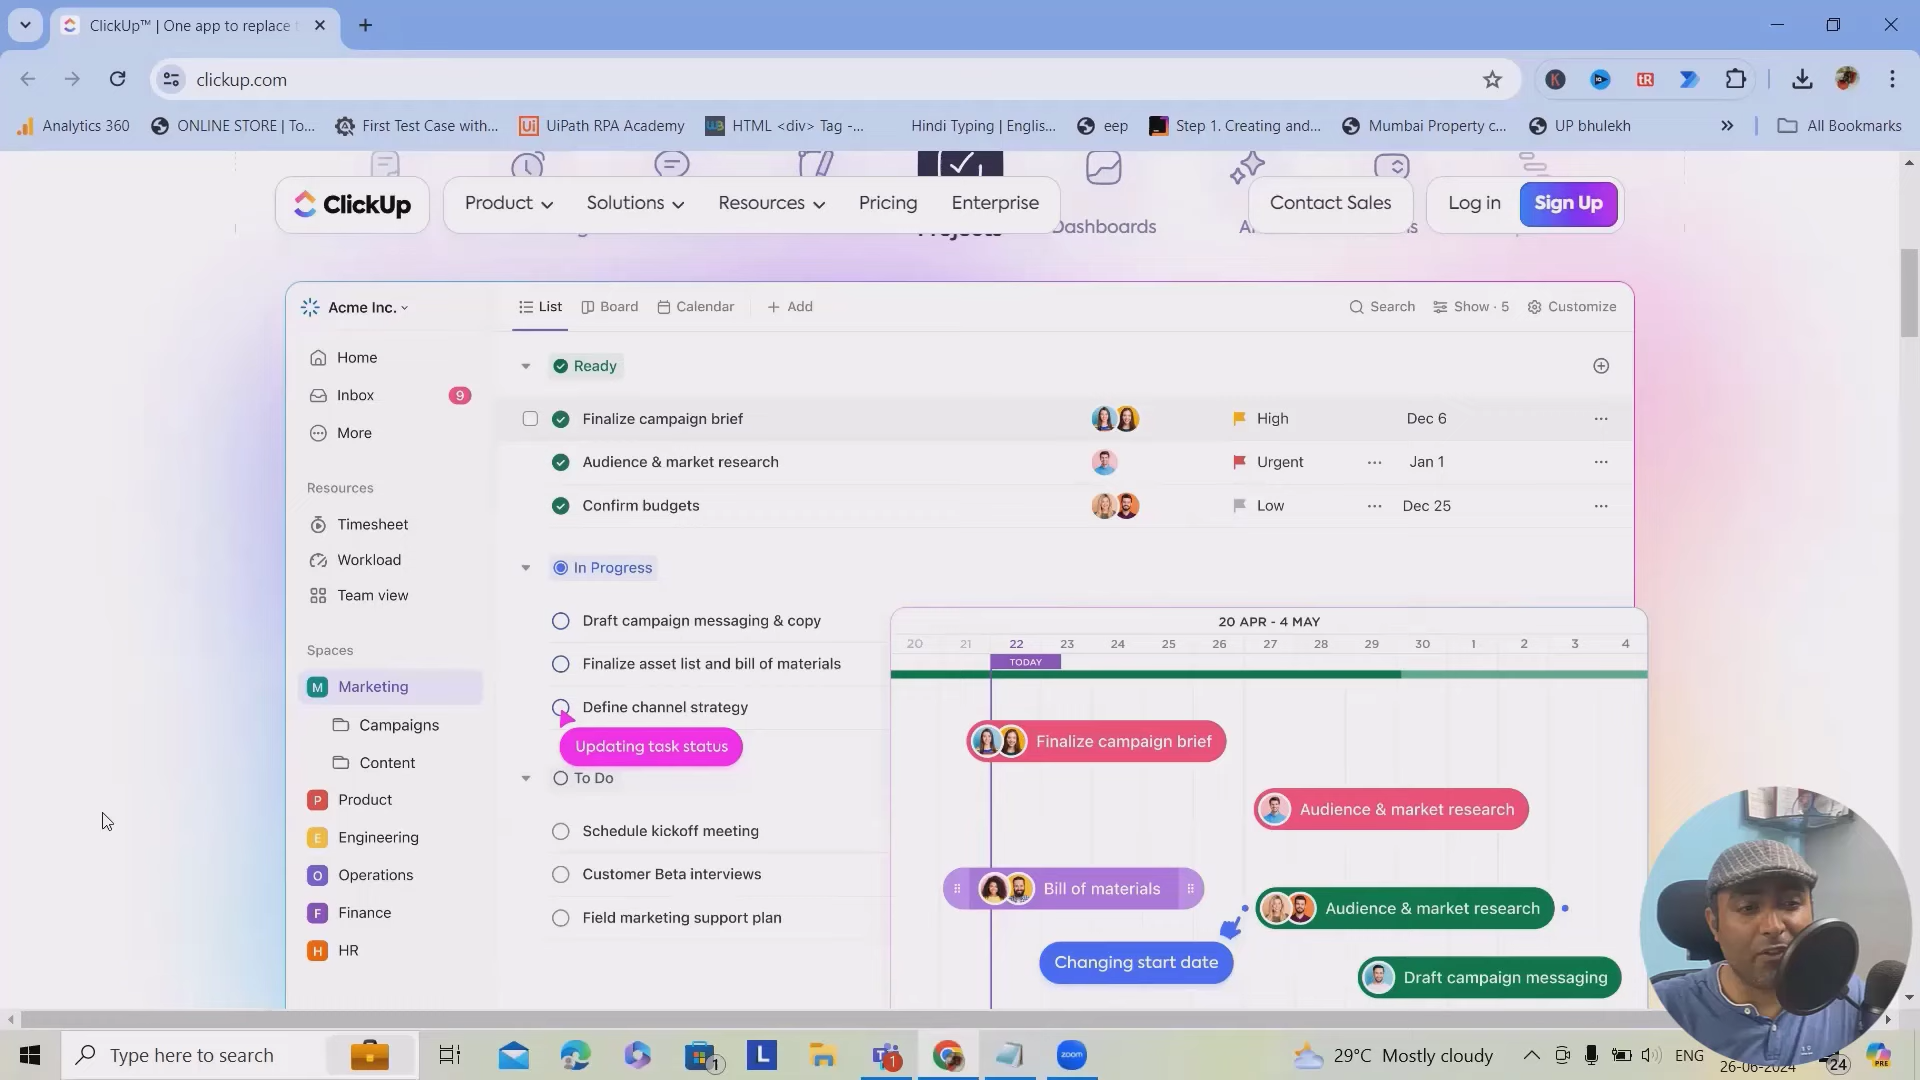 ClickUp™ | One app to replace
clickup.com
Analytics 360
ONLINE STORE | To...
First Test Case with...
UiPath RPA Academy
HTML <div> Tag -...
Hindi Typing | Englis...
eep
Step 1. Creating and...
Mumbai Property c...
UP bhulekh
All Bookmarks
ClickUp
Product
Solutions
Resources
Pricing
Enterprise
Contact Sales
Log in
Sign Up
Projects
Dashboards
Acme Inc.
List
Board
Calendar
+ Add
Search
Show · 5
Customize
Home
Inbox
9
More
Resources
Timesheet
Workload
Team view
Spaces
M Marketing
Campaigns
Content
P Product
E Engineering
O Operations
F Finance
H HR
Ready
Finalize campaign brief
High
Dec 6
Audience & market research
Urgent
Jan 1
Confirm budgets
Low
Dec 25
In Progress
Draft campaign messaging & copy
Finalize asset list and bill of materials
Define channel strategy
Updating task status
To Do
Schedule kickoff meeting
Customer Beta interviews
Field marketing support plan
20 APR - 4 MAY
20 21 22 23 24 25 26 27 28 29 30 1 2 3 4
TODAY
Finalize campaign brief
Audience & market research
Bill of materials
Audience & market research
Changing start date
Draft campaign messaging
Type here to search
1
L
1
zoom
29°C Mostly cloudy
ENG
26-06-2024
24
PRE